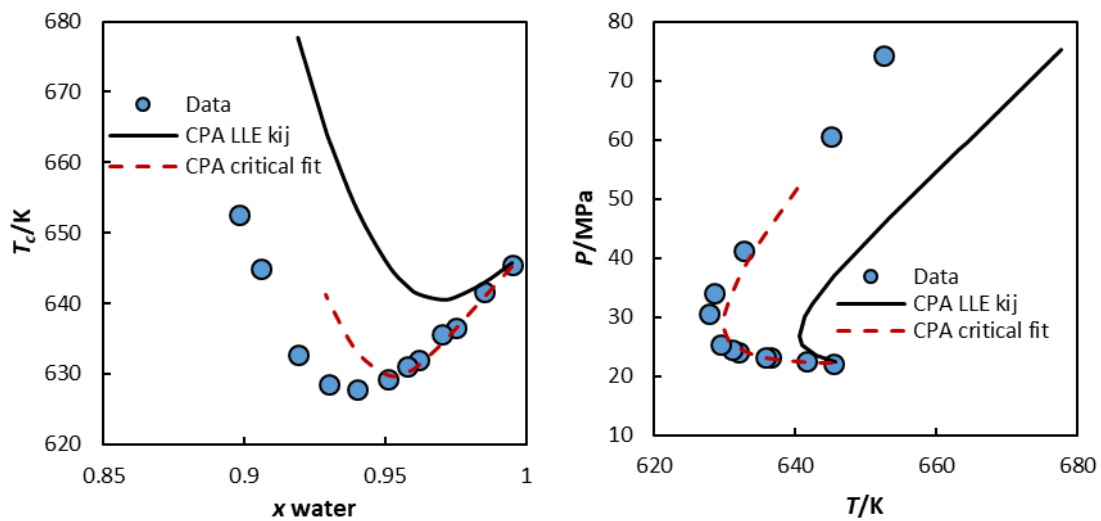 680
670
660
650
640
630
620
Tc/K
Data
CPA LLE kij
CPA critical fit
0.85
0.9
0.95
1
x water
80
70
60
50
40
30
20
10
P/MPa
Data
CPA LLE kij
CPA critical fit
620
640
660
680
T/K